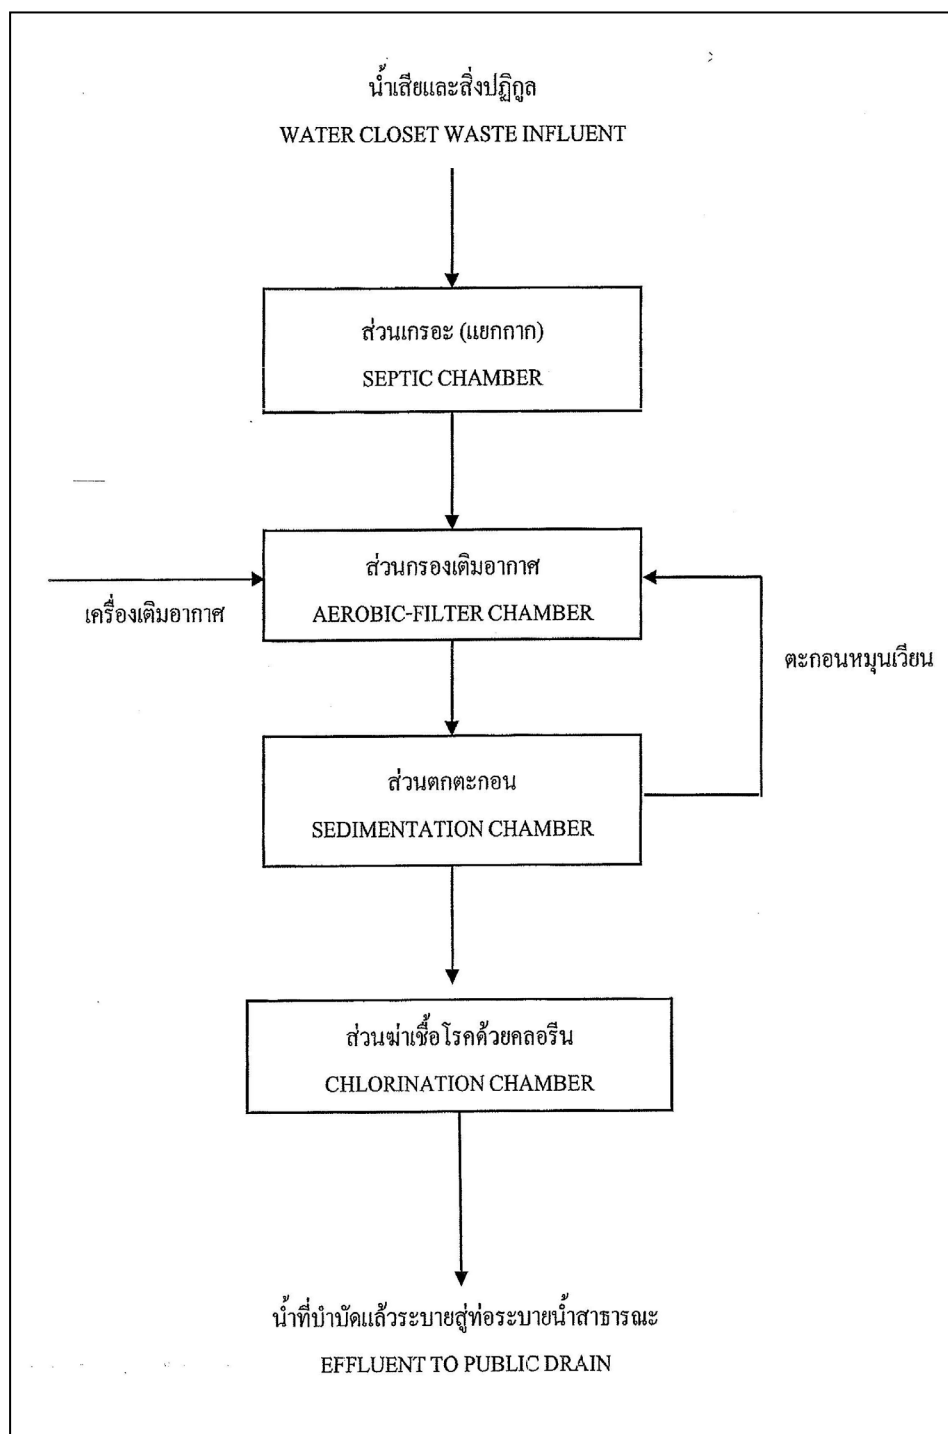 น้ำเสียและสิ่งปฏิกูล
WATER CLOSET WASTE INFLUENT
ส่วนเกรอะ (แยกกาก)
SEPTIC CHAMBER
ส่วนกรองเติมอากาศ
AEROBIC-FILTER CHAMBER
เครื่องเติมอากาศ
ตะกอนหมุนเวียน
ส่วนตกตะกอน
SEDIMENTATION CHAMBER
ส่วนฆ่าเชื้อโรคด้วยคลอรีน
CHLORINATION CHAMBER
น้ำที่บำบัดแล้วระบายสู่ท่อระบายน้ำสาธารณะ
EFFLUENT TO PUBLIC DRAIN